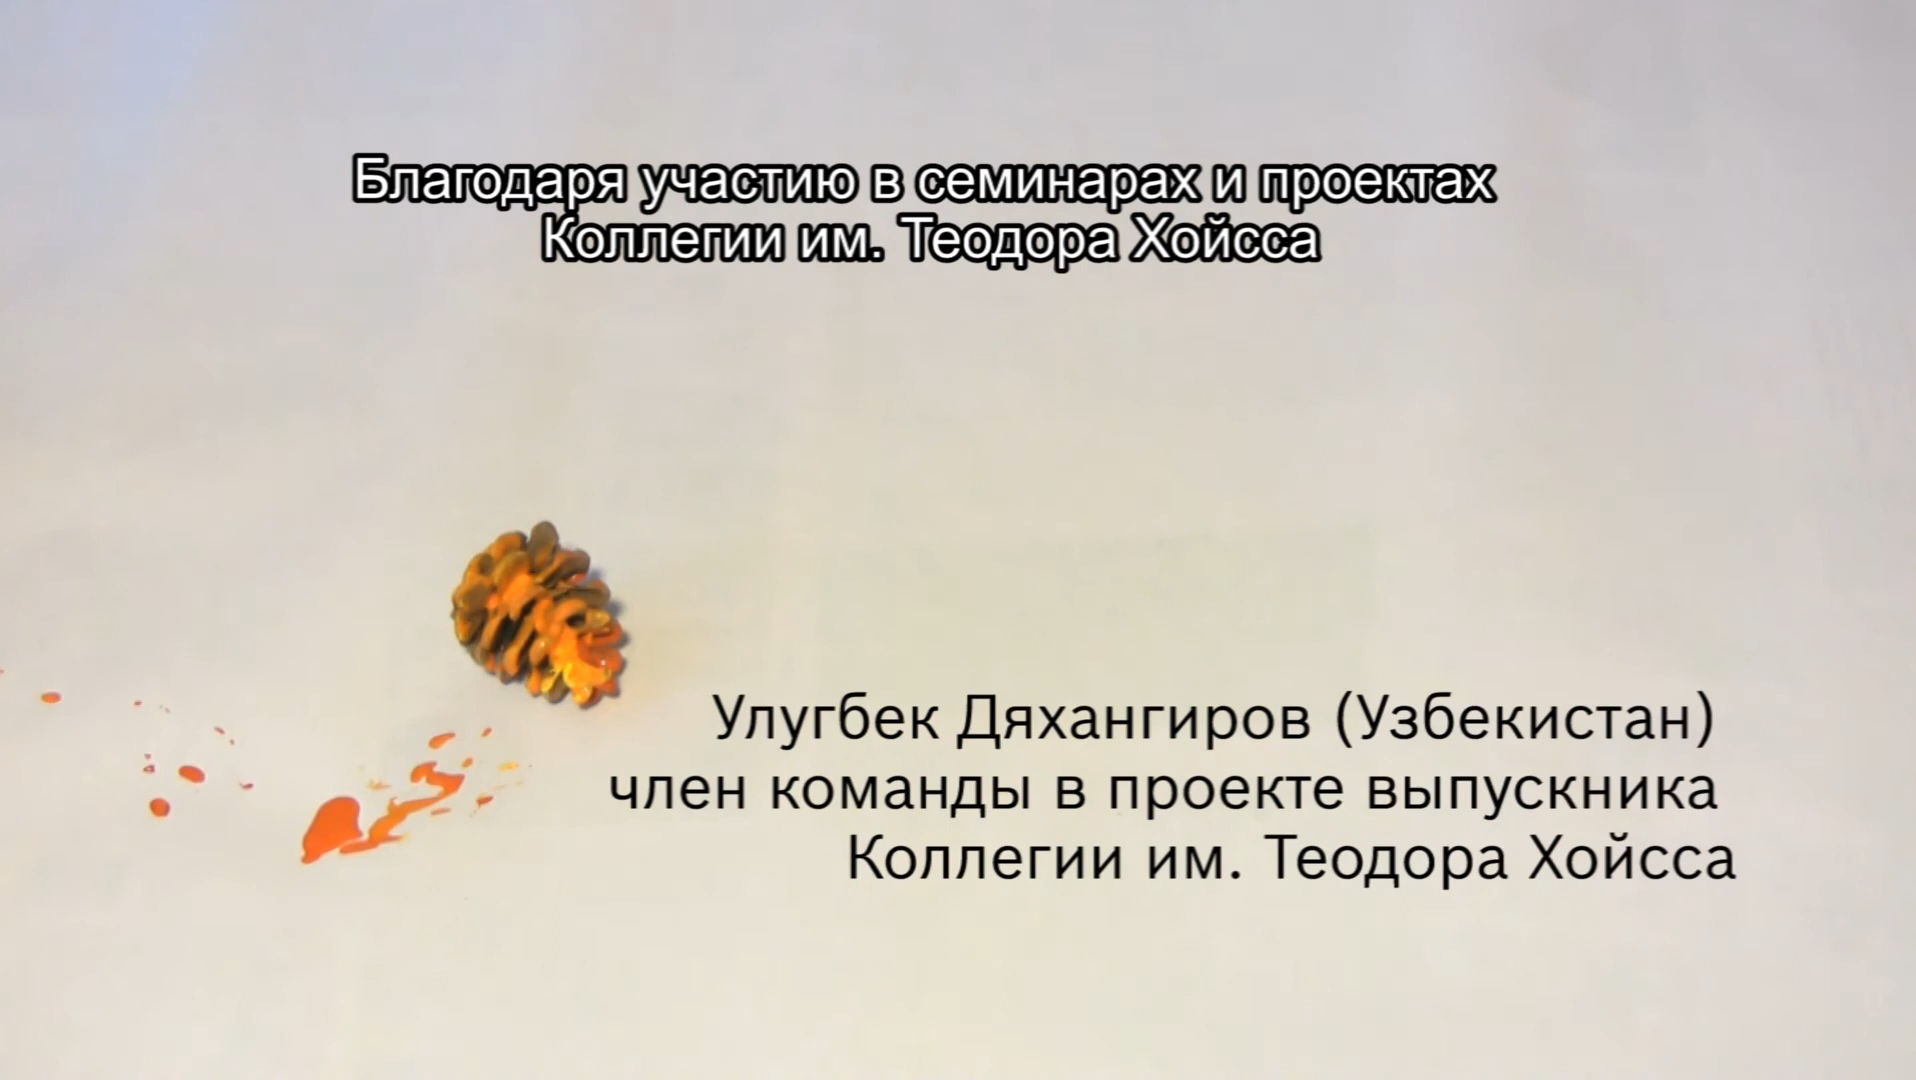 Благодаря участию в семинарах и проектах
Коллегии им. Теодора Хойсса
Улугбек Дяхангиров (Узбекистан)
член команды в проекте выпускника
Коллегии им. Теодора Хойсса